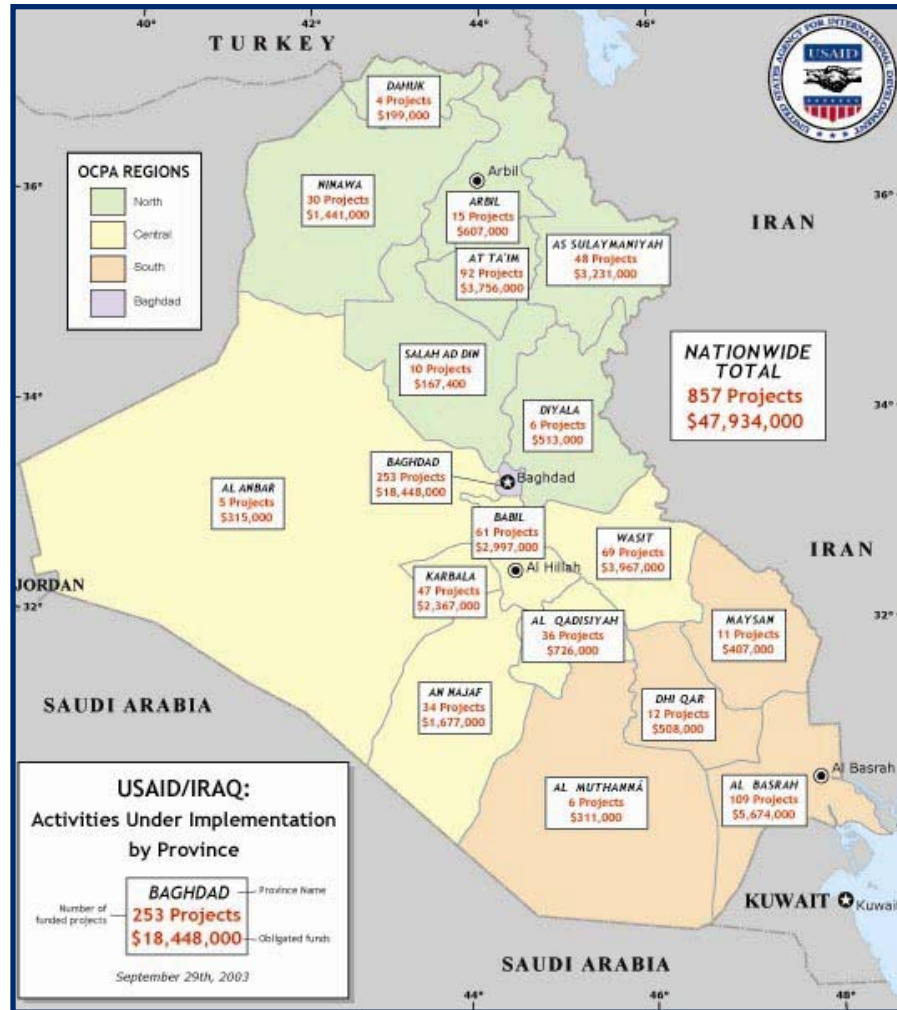 40°
42°
44°
46°
TURKEY
UNITED STATES AGENCY FOR INTERNATIONAL DEVELOPMENT
USAID
DAHUK
4 Projects
$199,000
OCPA REGIONS
North
Central
South
Baghdad
36°
36°
Arbil
NINAWA
30 Projects
$1,441,000
ARBIL
15 Projects
$607,000
IRAN
AS SULAYMANIYAH
48 Projects
$3,231,000
AT TA'IM
92 Projects
$3,756,000
NATIONWIDE
TOTAL
857 Projects
$47,934,000
SALAH AD DIN
10 Projects
$167,400
34°
34°
DIYALA
6 Projects
$513,000
BAGHDAD
253 Projects
$18,448,000
Baghdad
AL ANBAR
5 Projects
$315,000
BABIL
61 Projects
$2,997,000
WASIT
69 Projects
$3,967,000
IRAN
Al Hillah
JORDAN
KARBALA
47 Projects
$2,367,000
32°
32°
AL QADISIYAH
36 Projects
$726,000
MAYSAN
11 Projects
$407,000
AN NAJAF
34 Projects
$1,677,000
DHI QAR
12 Projects
$508,000
SAUDI ARABIA
AL MUTHANNÁ
6 Projects
$311,000
Al Basrah
AL BASRAH
109 Projects
$5,674,000
USAID/IRAQ:
Activities Under Implementation
by Province
BAGHDAD
253 Projects
$18,448,000
Province Name
Number of
funded projects
Obligated funds
September 29th, 2003
KUWAIT
Kuwait
SAUDI ARABIA
44°
46°
48°